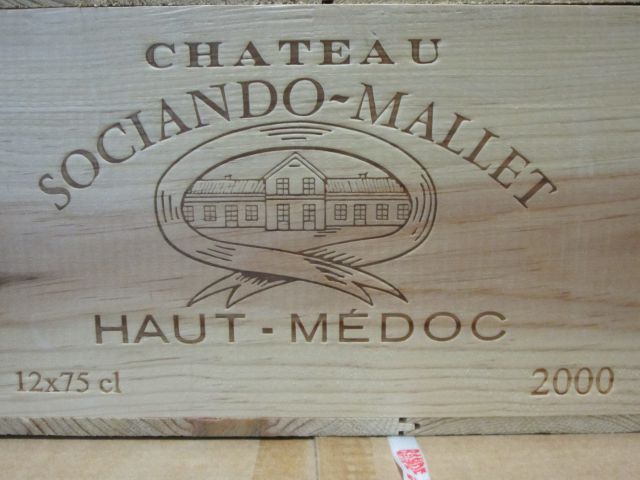 CHATEAU
SOCIANDO-MALLET
HAUT-MÉDOC
12x75 cl
2000